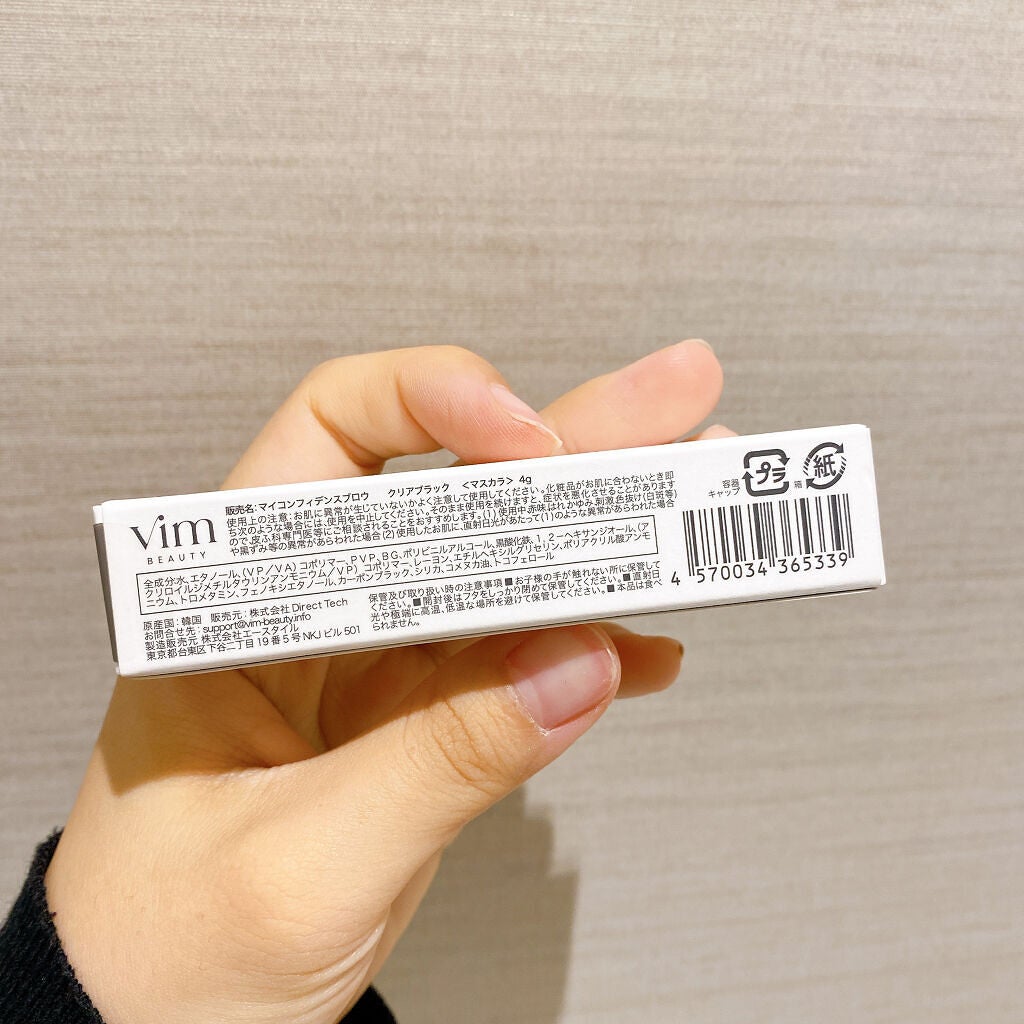 vim
BEAUTY
販売名:マイコンフィデンスブロウ クリアブラック <マスカラ> 4g
使用上の注意:お肌に異常が生じていないかよく注意して使用してください。化粧品がお肌に合わないとき即
ち次のような場合には、使用を中止してください。そのまま使用を続けますと、症状を悪化させることがあります
ので、皮ふ科専門医等にご相談されることをおすすめします。(1)使用中、赤味、はれ、かゆみ、刺激、色抜け(白斑等)
や黒ずみ等の異常があらわれた場合(2)使用したお肌に、直射日光があたって(1)のような異常があらわれた場合
全成分:水、エタノール、(VP/VA)コポリマー、PVP、BG、ポリビニルアルコール、黒酸化鉄、1,2-ヘキサンジオール、(ア
クリロイルジメチルタウリンアンモニウム/VP)コポリマー、レーヨン、エチルヘキシルグリセリン、ポリアクリル酸アンモ
ニウム、トロメタミン、フェノキシエタノール、カーボンブラック、シリカ、コメヌカ油、トコフェロール
原産国:韓国 販売元:株式会社Direct Tech
お問合せ先:support@vim-beauty.info
製造販売元 株式会社エースタイル
東京都台東区下谷二丁目19番5号NKJビル501
保管及び取り扱い時の注意事項■お子様の手が触れない所に保管して
ください。■開封後はフタをしっかり閉めて保管してください。■直射日
光や極端に高温、低温な場所を避けて保管してください。■本品は食べ
られません。
容器
キャップ
プラ
箱
紙
4 570034 365339